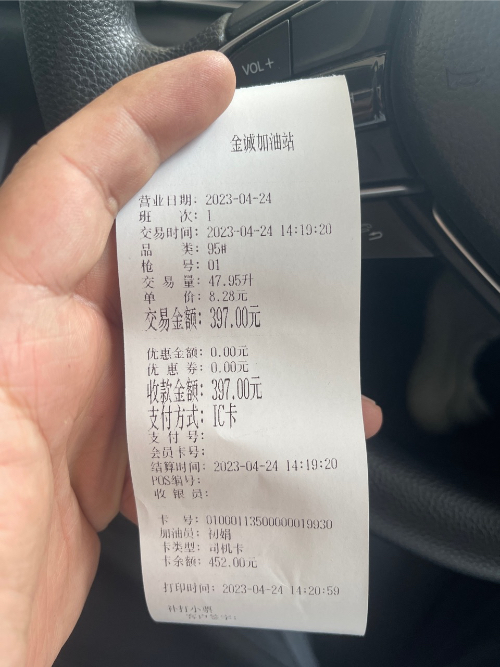 VOL+
金诚加油站
营业日期: 2023-04-24
班 次: 1
交易时间: 2023-04-24 14:19:20
品 类: 95#
枪 号: 01
交 易 量: 47.95升
单 价: 8.28元
交易金额: 397.00元
优惠金额: 0.00元
优 惠 券: 0.00元
收款金额: 397.00元
支付方式: IC卡
支 付 号:
会员卡号:
结算时间: 2023-04-24 14:19:20
POS编号:
收 银 员:
卡 号: 01000113500000019930
加油员: 初娟
卡类型: 司机卡
卡余额: 452.00元
打印时间: 2023-04-24 14:20:59
补打小票